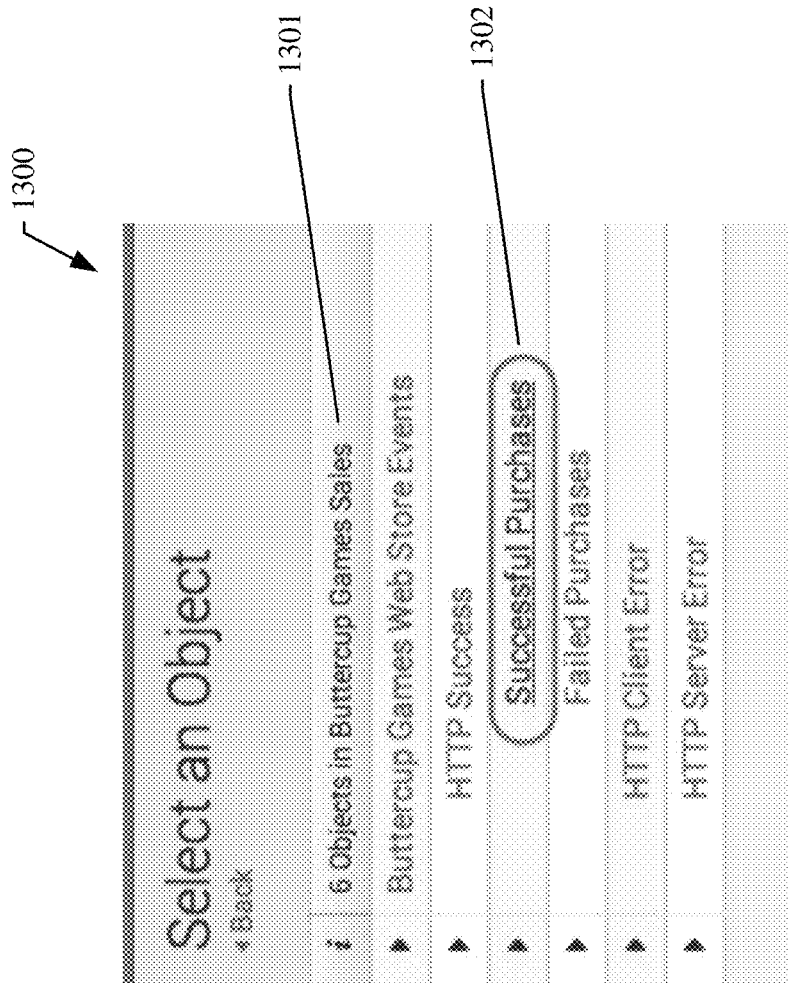 1300
Select an Object
◂ Back
i 6 Objects in Buttercup Games Sales
1301
Buttercup Games Web Store Events
HTTP Success
Successful Purchases
1302
Failed Purchases
HTTP Client Error
HTTP Server Error